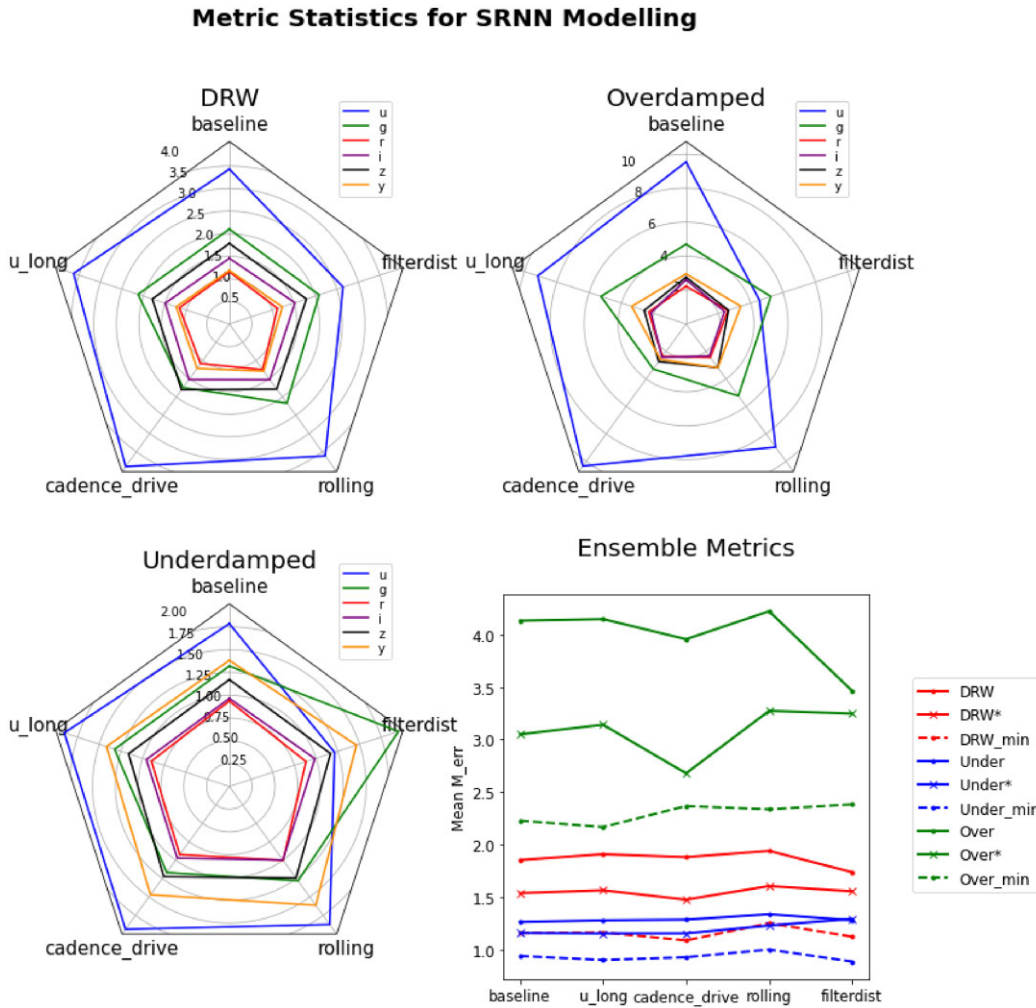 Metric Statistics for SRNN Modelling
DRW
baseline
u_long
cadence_drive
rolling
filterdist
4.0
3.5
3.0
2.5
2.0
1.5
1.0
0.5
u
g
r
i
z
y
Overdamped
baseline
u_long
cadence_drive
rolling
filterdist
10
8
6
4
u
g
r
i
z
y
Underdamped
baseline
u_long
cadence_drive
rolling
filterdist
2.00
1.75
1.50
1.25
1.00
0.75
0.50
0.25
u
g
r
i
z
y
Ensemble Metrics
Mean M_err
4.0
3.5
3.0
2.5
2.0
1.5
1.0
baseline
u_long
cadence_drive
rolling
filterdist
DRW
DRW*
DRW_min
Under
Under*
Under_min
Over
Over*
Over_min